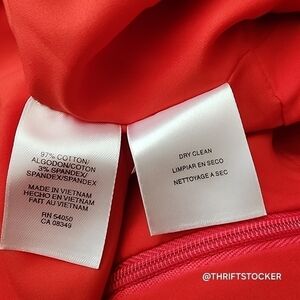 97% COTTON/
ALGODON/COTON
3% SPANDEX/
SPANDEX/SPANDEX
MADE IN VIETNAM
HECHO EN VIETNAM
FAIT AU VIETNAM
RN 54050
CA 08349
DRY CLEAN
LIMPIAR EN SECO
NETTOYAGE A SEC
@THRIFTSTOCKER